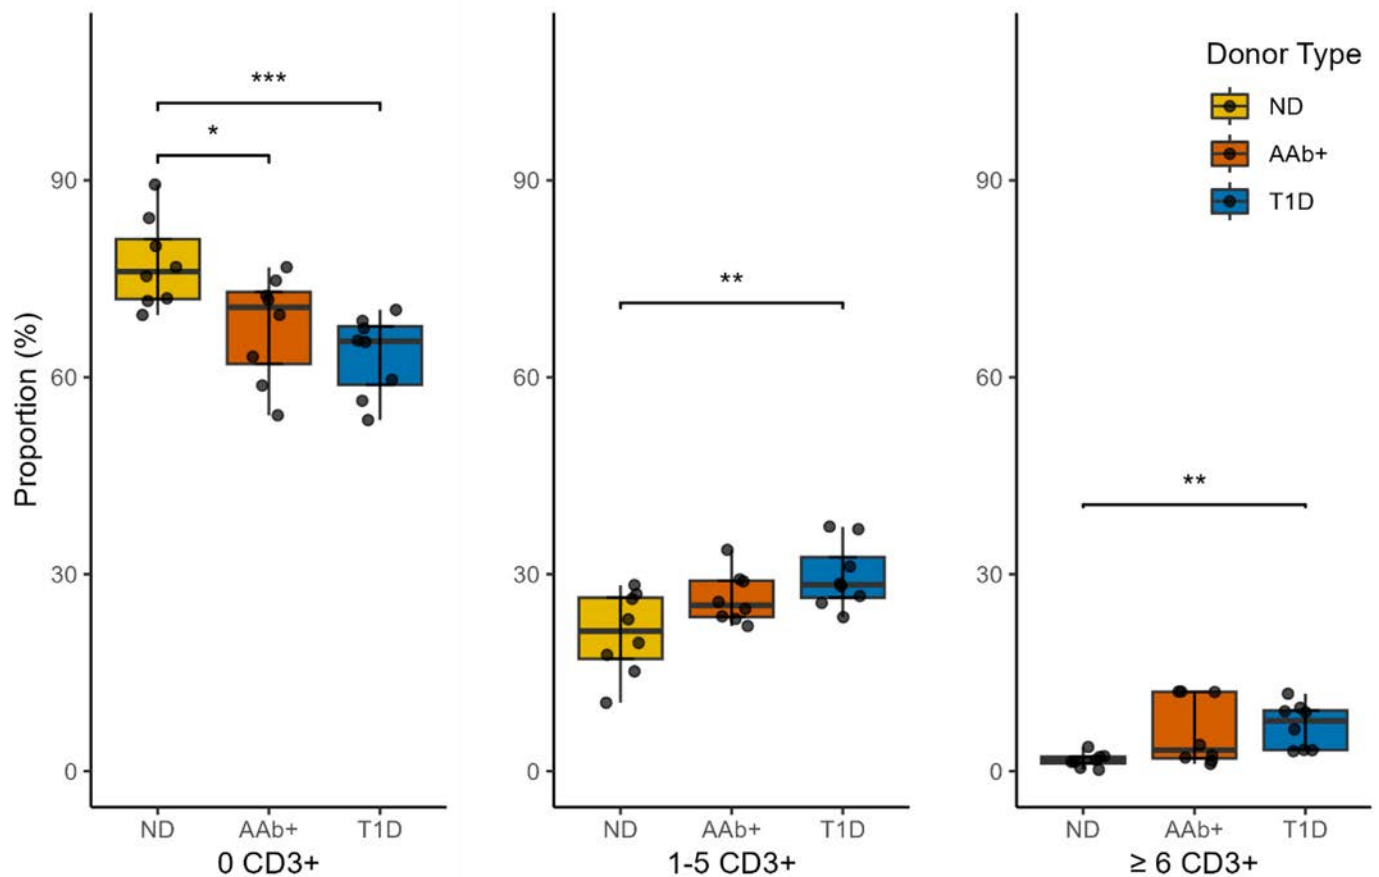 Proportion (%)
90
60
30
0
***
*
ND AAb+ T1D
0 CD3+
90
60
30
0
**
ND AAb+ T1D
1-5 CD3+
90
60
30
0
**
ND AAb+ T1D
≥ 6 CD3+
Donor Type
ND
AAb+
T1D